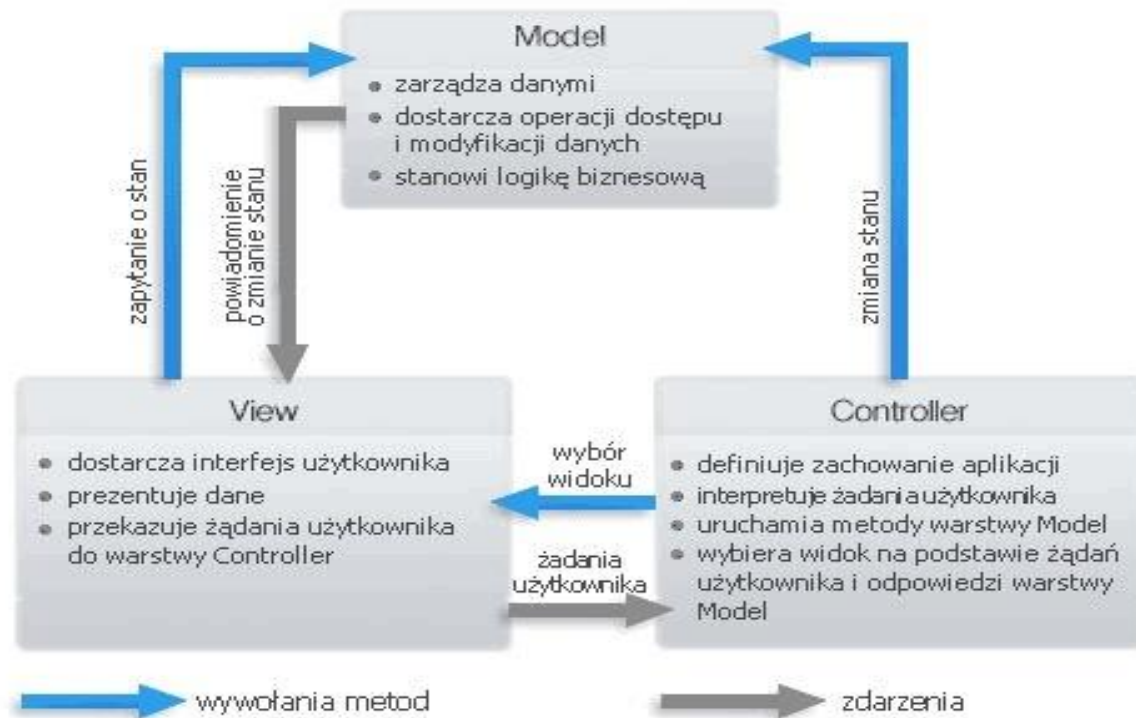 Model
zarządza danymi
dostarcza operacji dostępu
i modyfikacji danych
stanowi logikę biznesową
zapytanie o stan
powiadomienie
o zmianie stanu
zmiana stanu
View
dostarcza interfejs użytkownika
prezentuje dane
przekazuje żądania użytkownika
do warstwy Controller
wybór
widoku
żadania
użytkownika
Controller
definiuje zachowanie aplikacji
interpretuje żadania użytkownika
uruchamia metody warstwy Model
wybiera widok na podstawie żądań
użytkownika i odpowiedzi warstwy
Model
wywołania metod
zdarzenia